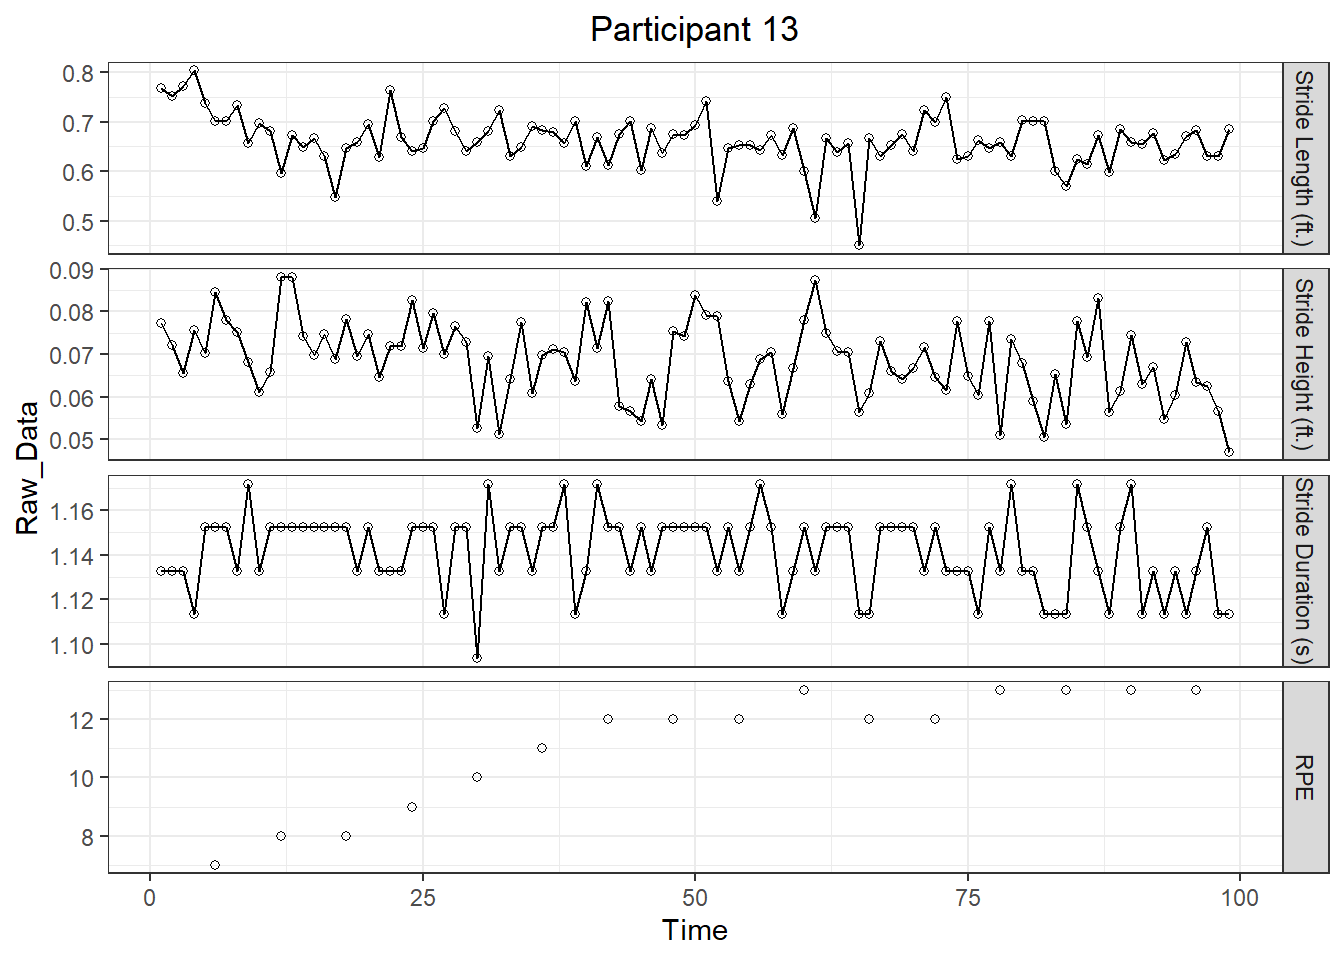 Participant 13
Raw_Data
0.8
0.7
0.6
0.5
Stride Length (ft.)
0.09
0.08
0.07
0.06
0.05
Stride Height (ft.)
1.16
1.14
1.12
1.10
Stride Duration (s)
12
10
8
RPE
0 25 50 75 100
Time